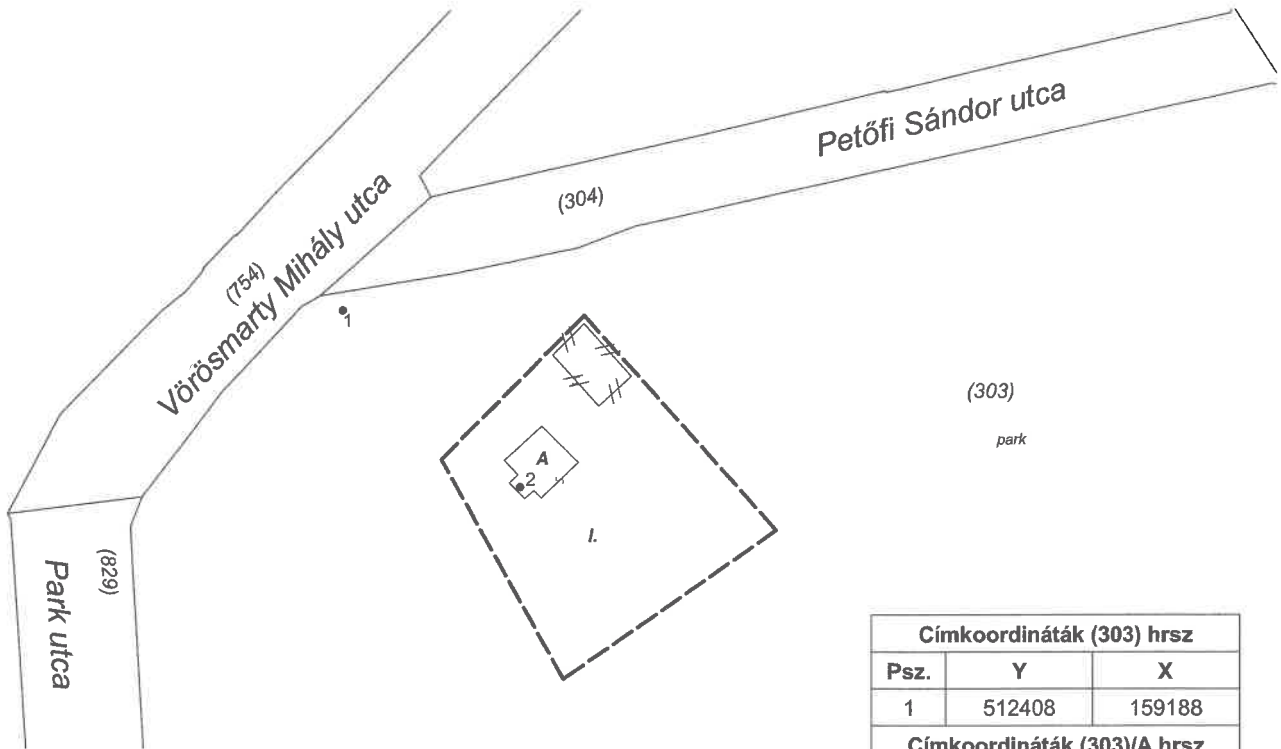 Petőfi Sándor utca
(304)
Vörösmarty Mihály utca
(754)
1
(303)
park
A
2
I.
(829)
Park utca
Címkoordináták (303) hrsz
Psz. Y X
1 512408 159188
Címkoordináták (303)/A hrsz